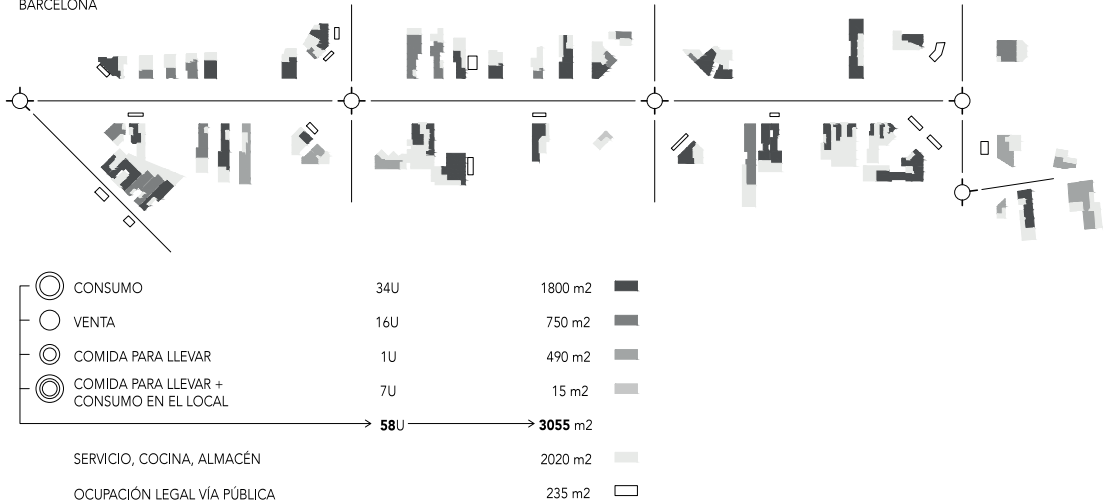 BARCELONA
CONSUMO 34U 1800 m2
VENTA 16U 750 m2
COMIDA PARA LLEVAR 1U 490 m2
COMIDA PARA LLEVAR +
CONSUMO EN EL LOCAL 7U 15 m2
58U 3055 m2
SERVICIO, COCINA, ALMACÉN 2020 m2
OCUPACIÓN LEGAL VÍA PÚBLICA 235 m2